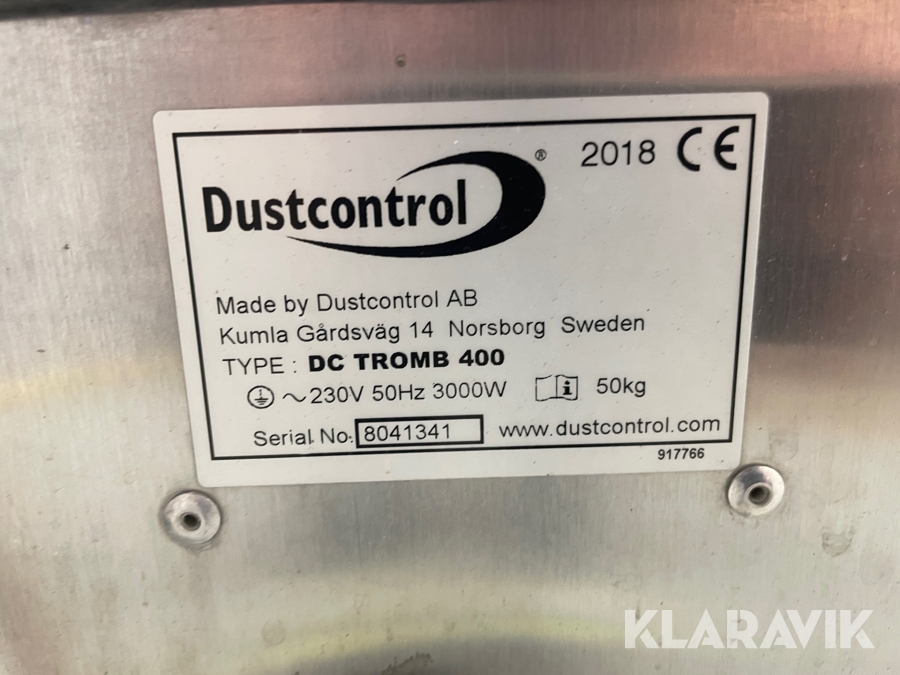 Dustcontrol ® 2018 CE
Made by Dustcontrol AB
Kumla Gårdsväg 14 Norsborg Sweden
TYPE : DC TROMB 400
~230V 50Hz 3000W i 50kg
Serial No. 8041341 www.dustcontrol.com
917766
KLARAVIK